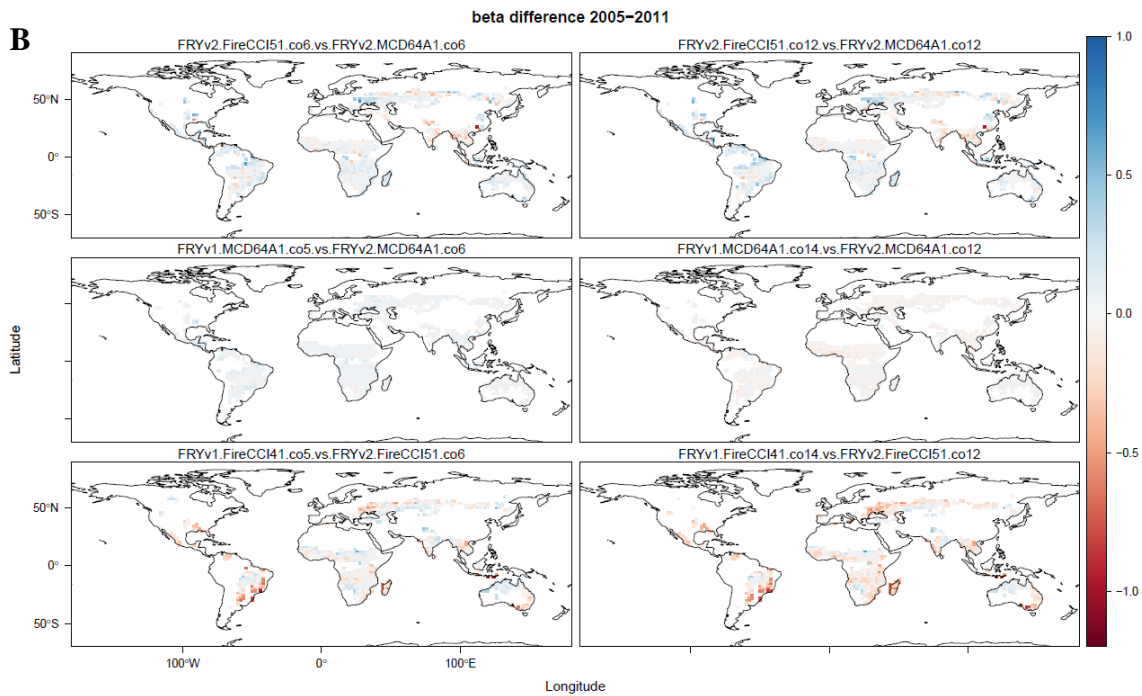 beta difference 2005−2011
B
FRYv2.FireCCI51.co6.vs.FRYv2.MCD64A1.co6
FRYv2.FireCCI51.co12.vs.FRYv2.MCD64A1.co12
50°N
0°
50°S
FRYv1.MCD64A1.co5.vs.FRYv2.MCD64A1.co6
FRYv1.MCD64A1.co14.vs.FRYv2.MCD64A1.co12
Latitude
FRYv1.FireCCI41.co5.vs.FRYv2.FireCCI51.co6
FRYv1.FireCCI41.co14.vs.FRYv2.FireCCI51.co12
50°N
0°
50°S
100°W 0° 100°E
Longitude
1.0
0.5
0.0
−0.5
−1.0